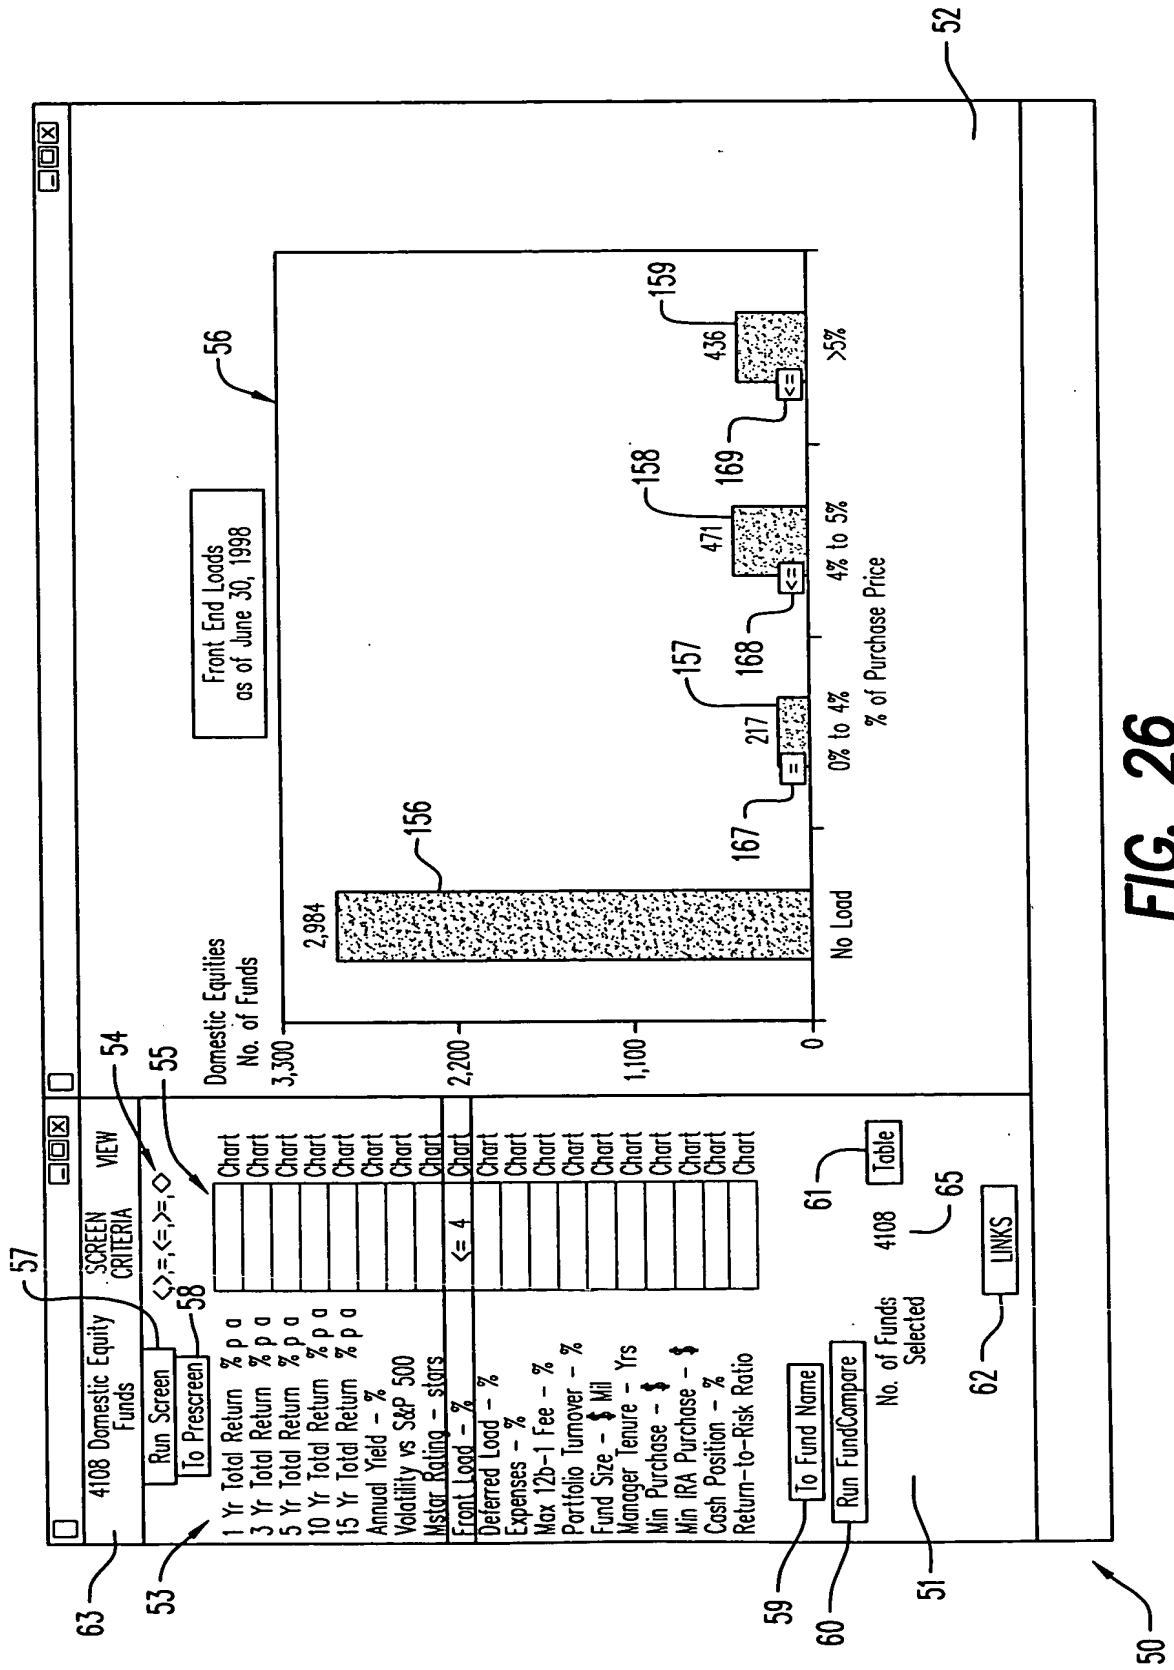 50
63
4108 Domestic Equity
Funds
SCREEN
CRITERIA
VIEW
57
Run Screen
To Prescreen
58
<,>,=,<=,>=,<>
54
53
55
1 Yr Total Return % p a Chart
3 Yr Total Return % p a Chart
5 Yr Total Return % p a Chart
10 Yr Total Return % p a Chart
15 Yr Total Return % p a Chart
Annual Yield - % Chart
Volatility vs S&P 500 Chart
Mstar Rating - stars Chart
Front Load - % <= 4 Chart
Deferred Load - % Chart
Expenses - % Chart
Max 12b-1 Fee - % Chart
Portfolio Turnover - % Chart
Fund Size - $ Mil Chart
Manager Tenure - Yrs Chart
Min Purchase - $ Chart
Min IRA Purchase - $ Chart
Cash Position - % Chart
Return-to-Risk Ratio Chart
59
To Fund Name
60
Run FundCompare
61
Table
No. of Funds
Selected
4108
65
51
62
LINKS
Front End Loads
as of June 30, 1998
56
Domestic Equities
No. of Funds
3,300
2,200
1,100
0
2,984
156
217
157
471
158
436
159
=
167
<=
168
<=
169
No Load
0% to 4%
4% to 5%
>5%
% of Purchase Price
52
FIG. 26